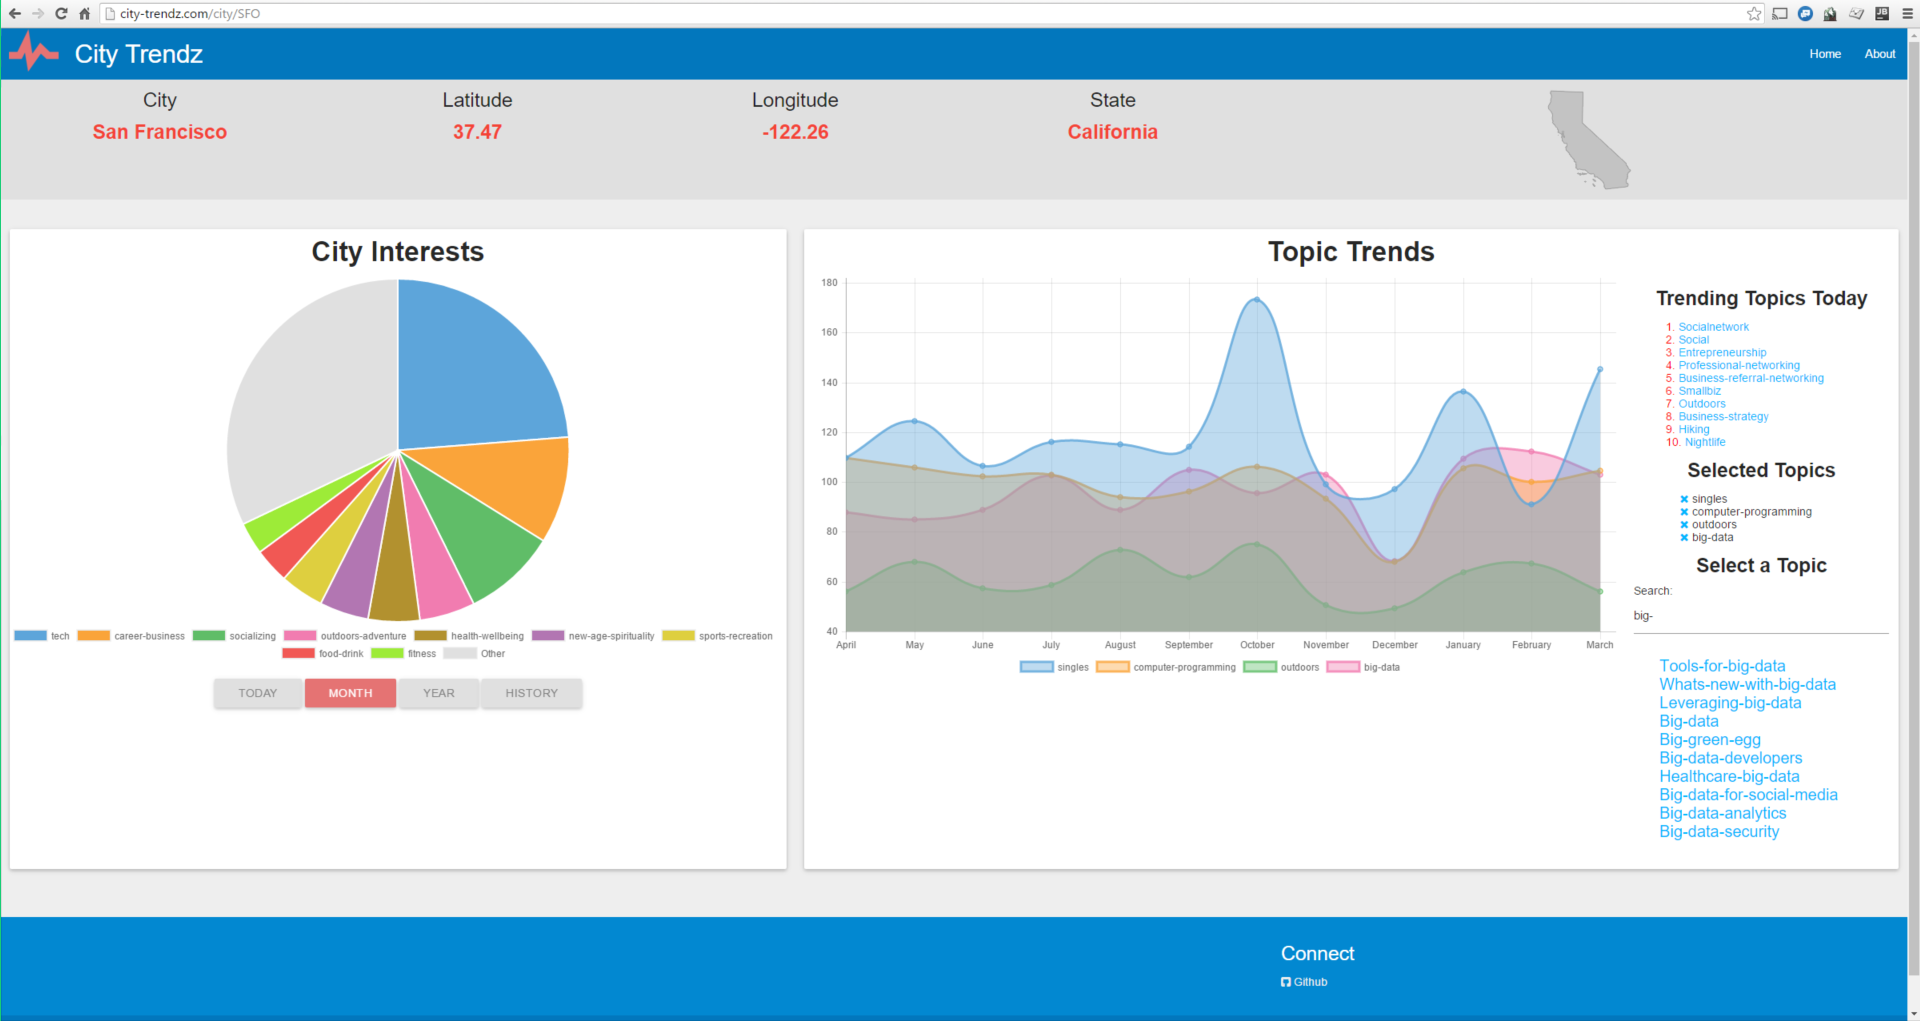 city-trendz.com/city/SFO
JB
City Trendz
Home About
City Latitude Longitude State
San Francisco 37.47 -122.26 California
City Interests
tech career-business socializing outdoors-adventure health-wellbeing new-age-spirituality sports-recreation
food-drink fitness Other
TODAY MONTH YEAR HISTORY
Topic Trends
180
160
140
120
100
80
60
40
April May June July August September October November December January February March
singles computer-programming outdoors big-data
Trending Topics Today
1. Socialnetwork
2. Social
3. Entrepreneurship
4. Professional-networking
5. Business-referral-networking
6. Smallbiz
7. Outdoors
8. Business-strategy
9. Hiking
10. Nightlife
Selected Topics
singles
computer-programming
outdoors
big-data
Select a Topic
Search:
big-
Tools-for-big-data
Whats-new-with-big-data
Leveraging-big-data
Big-data
Big-green-egg
Big-data-developers
Healthcare-big-data
Big-data-for-social-media
Big-data-analytics
Big-data-security
Connect
Github